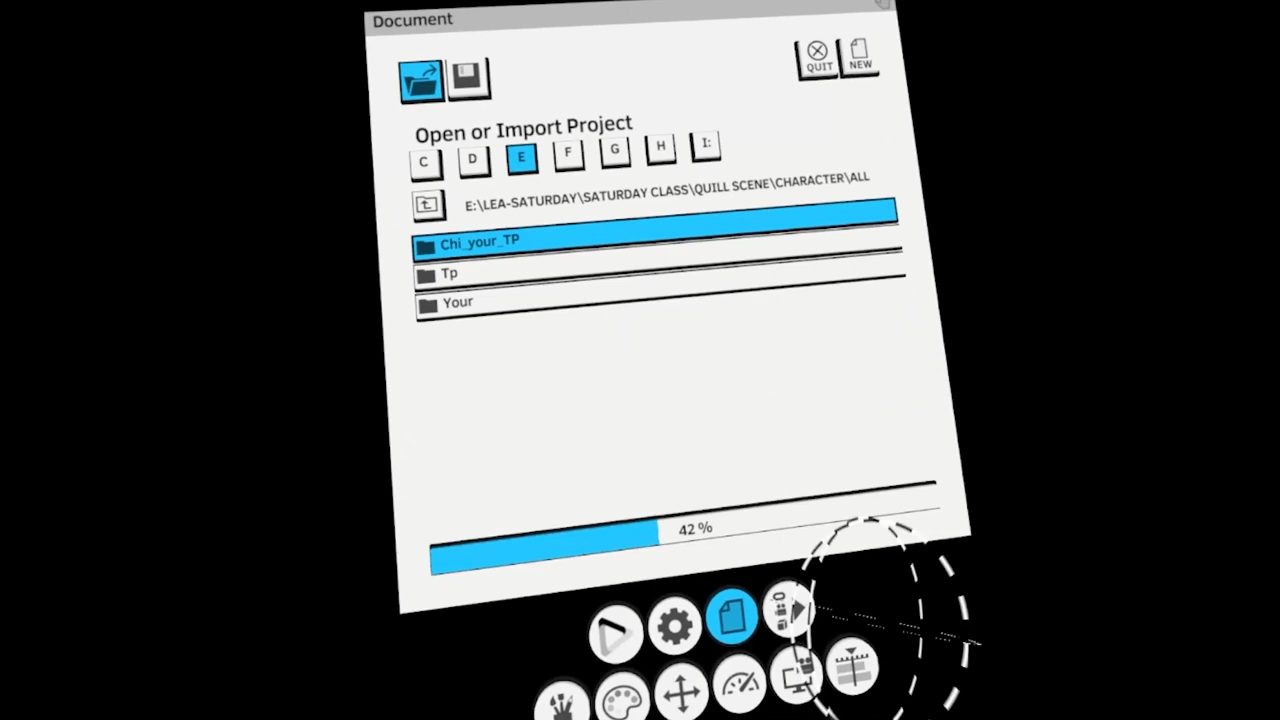 Document
QUIT NEW
Open or Import Project
C D E F G H I:
E:\LEA-SATURDAY\SATURDAY CLASS\QUILL SCENE\CHARACTER\ALL
Chi_your_TP
Tp
Your
42%